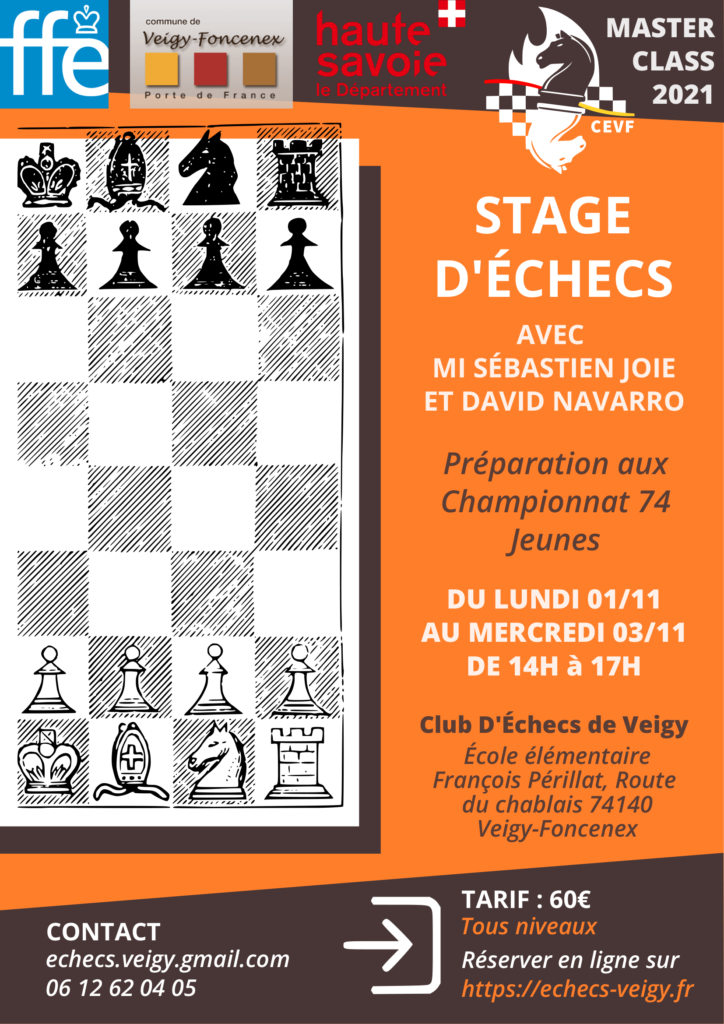 ffe
commune de
Veigy-Foncenex
Porte de France
haute
savoie
le Département
MASTER
CLASS
2021
CEVF
STAGE
D'ÉCHECS
AVEC
MI SÉBASTIEN JOIE
ET DAVID NAVARRO
Préparation aux
Championnat 74
Jeunes
DU LUNDI 01/11
AU MERCREDI 03/11
DE 14H à 17H
Club D'Échecs de Veigy
École élémentaire
François Périllat, Route
du chablais 74140
Veigy-Foncenex
CONTACT
echecs.veigy.gmail.com
06 12 62 04 05
TARIF : 60€
Tous niveaux
Réserver en ligne sur
https://echecs-veigy.fr